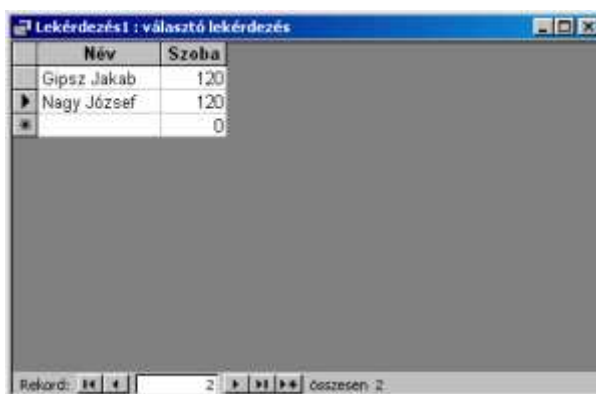 Lekérdezés1 : választó lekérdezés
Név Szoba
Gipsz Jakab 120
Nagy József 120
0
Rekord: 2 összesen 2